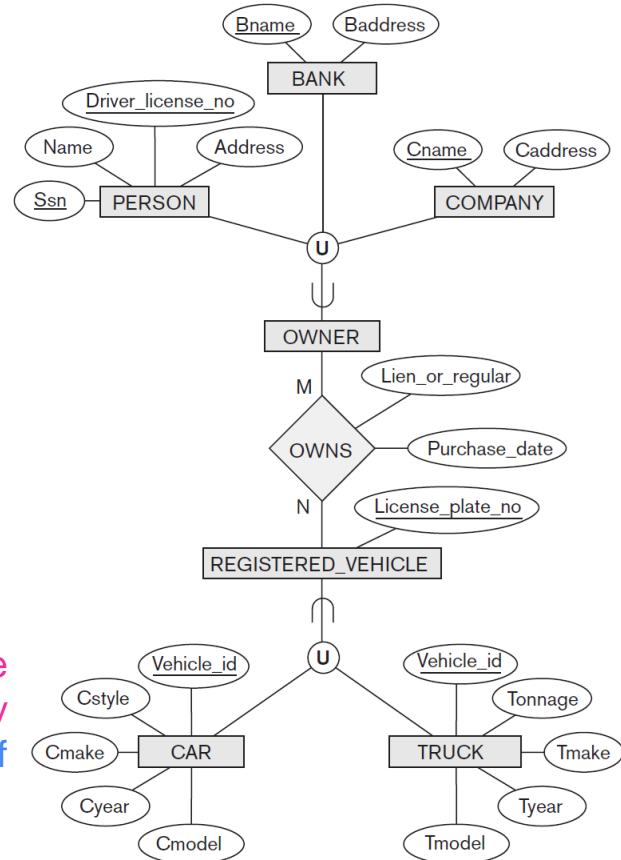 Bname Baddress
BANK
Driver_license_no
Name Address
Cname Caddress
Ssn PERSON COMPANY
U
OWNER
Lien_or_regular
M
OWNS Purchase_date
N
License_plate_no
REGISTERED_VEHICLE
U
e Vehicle_id Vehicle_id
y Cstyle Tonnage
f Cmake CAR TRUCK Tmake
Cyear Tyear
Cmodel Tmodel